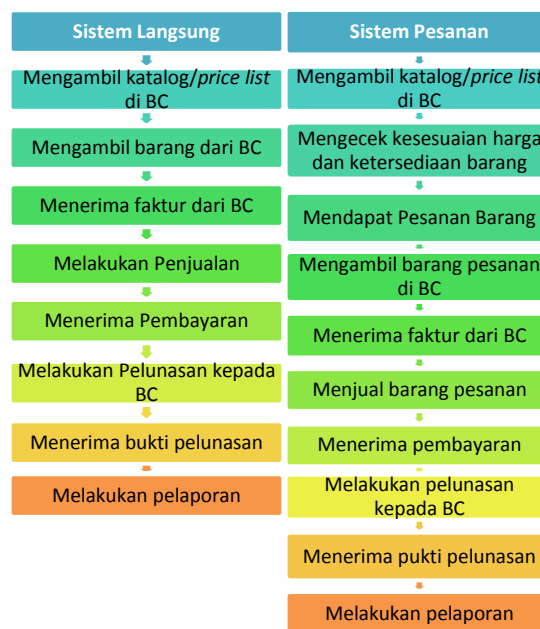 Sistem Langsung
Mengambil katalog/price list
di BC
Mengambil barang dari BC
Menerima faktur dari BC
Melakukan Penjualan
Menerima Pembayaran
Melakukan Pelunasan kepada
BC
Menerima bukti pelunasan
Melakukan pelaporan
Sistem Pesanan
Mengambil katalog/price list
di BC
Mengecek kesesuaian harga
dan ketersediaan barang
Mendapat Pesanan Barang
Mengambil barang pesanan
di BC
Menerima faktur dari BC
Menjual barang pesanan
Menerima pembayaran
Melakukan pelunasan
kepada BC
Menerima pukti pelunasan
Melakukan pelaporan